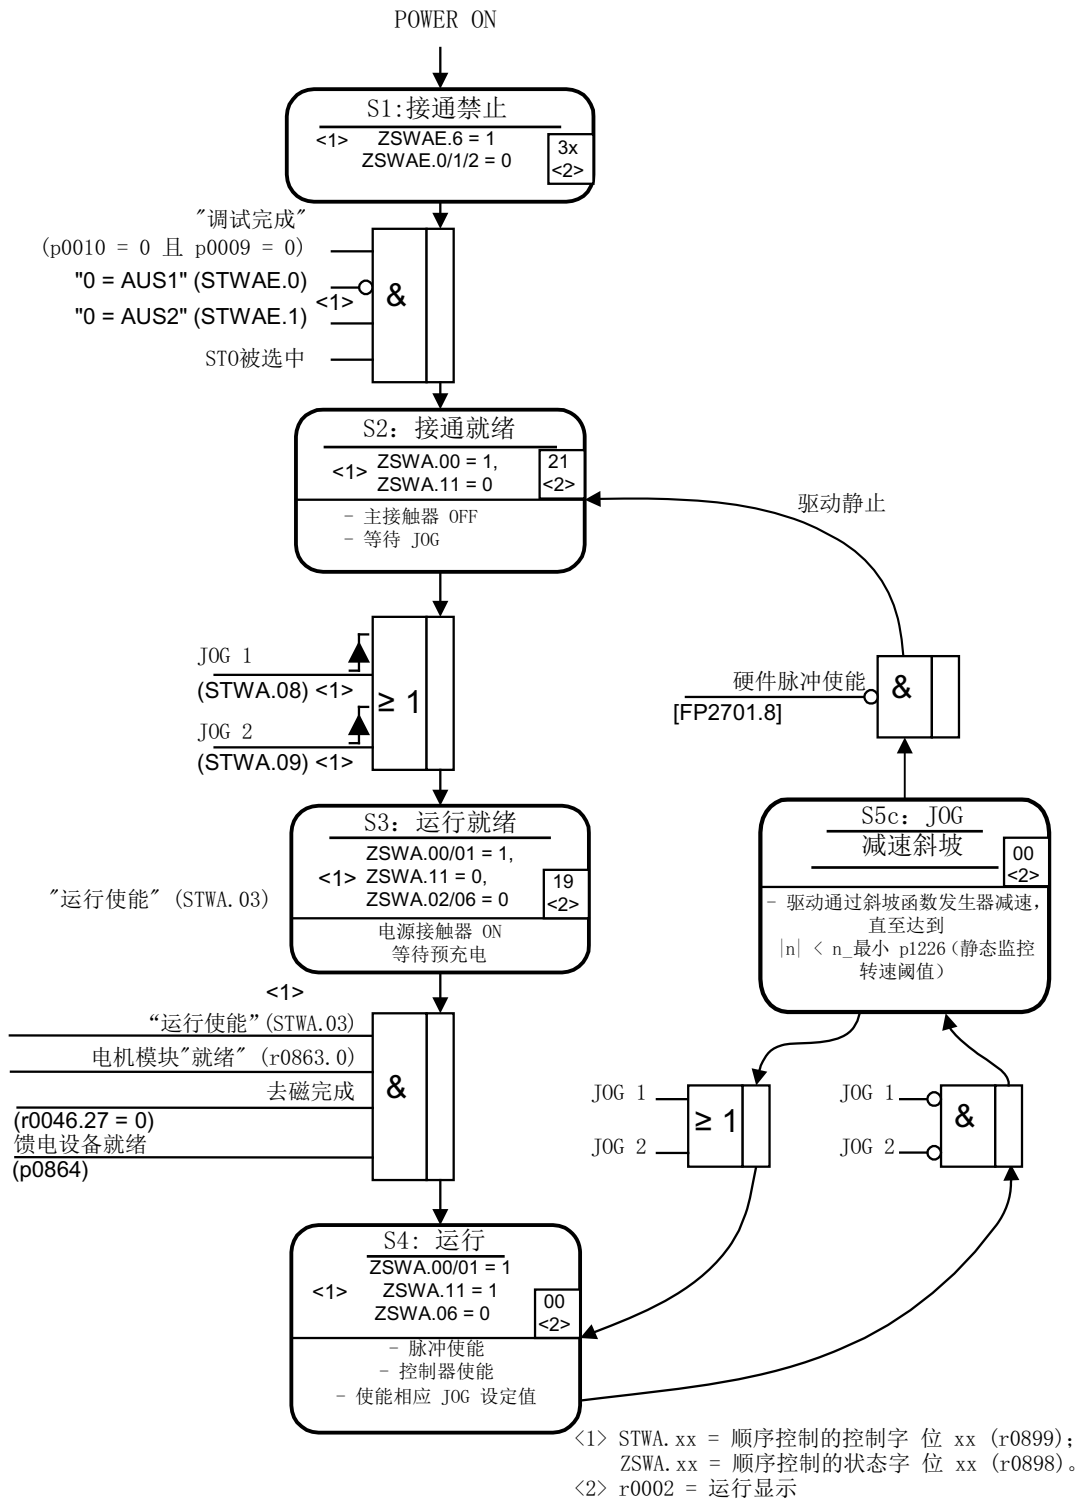 POWER ON
S1:接通禁止
<1> ZSWAE.6 = 1
ZSWAE.0/1/2 = 0
3x
<2>
"调试完成"
(p0010 = 0 且 p0009 = 0)
"0 = AUS1" (STWAE.0)
<1>
"0 = AUS2" (STWAE.1)
STO被选中
&
S2: 接通就绪
<1> ZSWA.00 = 1,
ZSWA.11 = 0
21
<2>
- 主接触器 OFF
- 等待 JOG
驱动静止
JOG 1
(STWA.08) <1>
JOG 2
(STWA.09) <1>
≥ 1
硬件脉冲使能
[FP2701.8]
&
S3: 运行就绪
ZSWA.00/01 = 1,
<1> ZSWA.11 = 0,
ZSWA.02/06 = 0
19
<2>
电源接触器 ON
等待预充电
"运行使能" (STWA.03)
S5c: JOG
减速斜坡
00
<2>
- 驱动通过斜坡函数发生器减速,
直至达到
|n| < n_最小 p1226(静态监控
转速阈值)
<1>
“运行使能”(STWA.03)
电机模块"就绪" (r0863.0)
去磁完成
(r0046.27 = 0)
馈电设备就绪
(p0864)
&
JOG 1
JOG 2
≥ 1
JOG 1
JOG 2
&
S4: 运行
ZSWA.00/01 = 1
<1> ZSWA.11 = 1
ZSWA.06 = 0
00
<2>
- 脉冲使能
- 控制器使能
- 使能相应 JOG 设定值
<1> STWA.xx = 顺序控制的控制字 位 xx (r0899);
ZSWA.xx = 顺序控制的状态字 位 xx (r0898)。
<2> r0002 = 运行显示